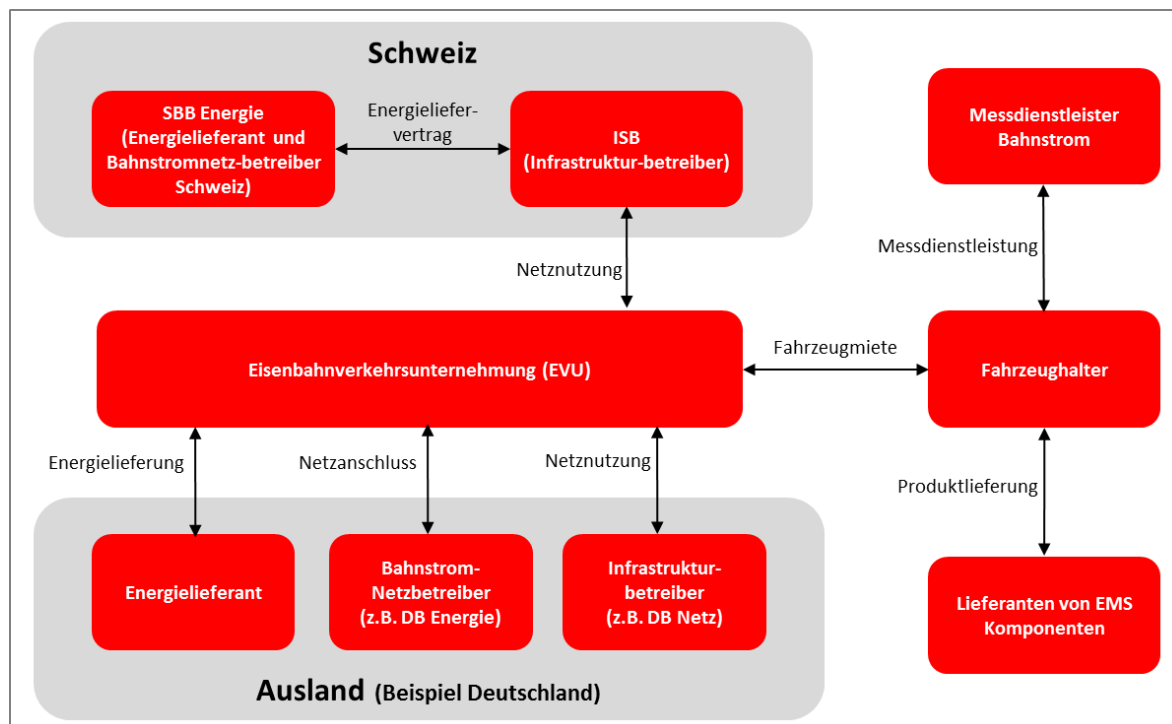 Schweiz
SBB Energie
(Energielieferant und
Bahnstromnetz-betreiber
Schweiz)
Energieliefer-
vertrag
ISB
(Infrastruktur-betreiber)
Messdienstleister
Bahnstrom
Netznutzung
Messdienstleistung
Eisenbahnverkehrsunternehmung (EVU)
Fahrzeugmiete
Fahrzeughalter
Energielieferung
Netzanschluss
Netznutzung
Produktlieferung
Energielieferant
Bahnstrom-
Netzbetreiber
(z.B. DB Energie)
Infrastruktur-
betreiber
(z.B. DB Netz)
Lieferanten von EMS
Komponenten
Ausland (Beispiel Deutschland)